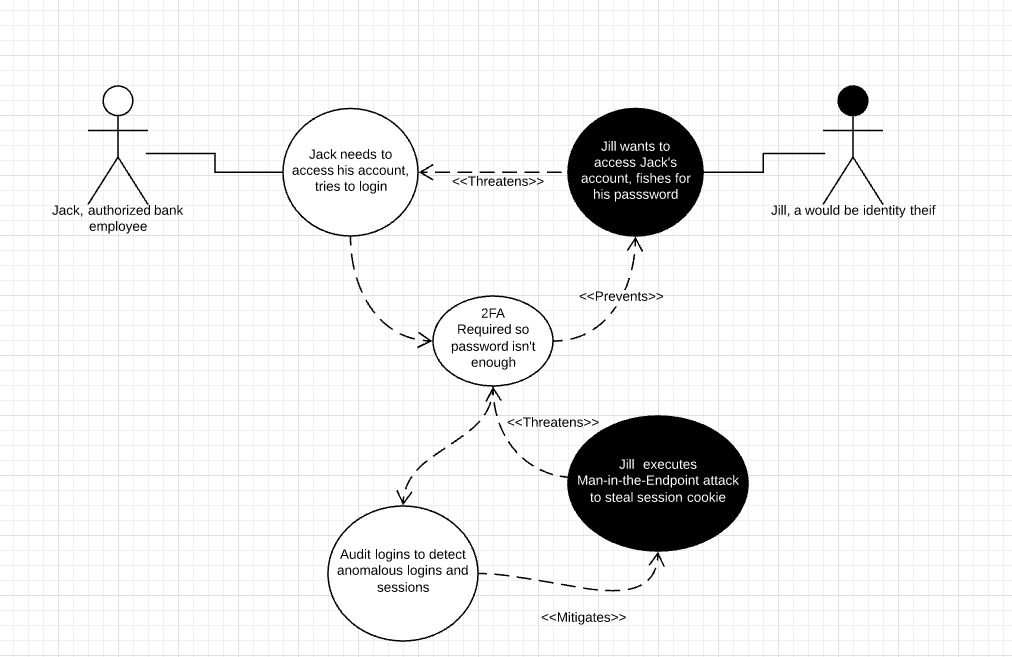 Jack needs to
access his account,
tries to login
Jill wants to
access Jack's
account, fishes for
his passsword
<<Threatens>>
Jack, authorized bank
employee
Jill, a would be identity theif
<<Prevents>>
2FA
Required so
password isn't
enough
<<Threatens>>
Jill executes
Man-in-the-Endpoint attack
to steal session cookie
Audit logins to detect
anomalous logins and
sessions
<<Mitigates>>